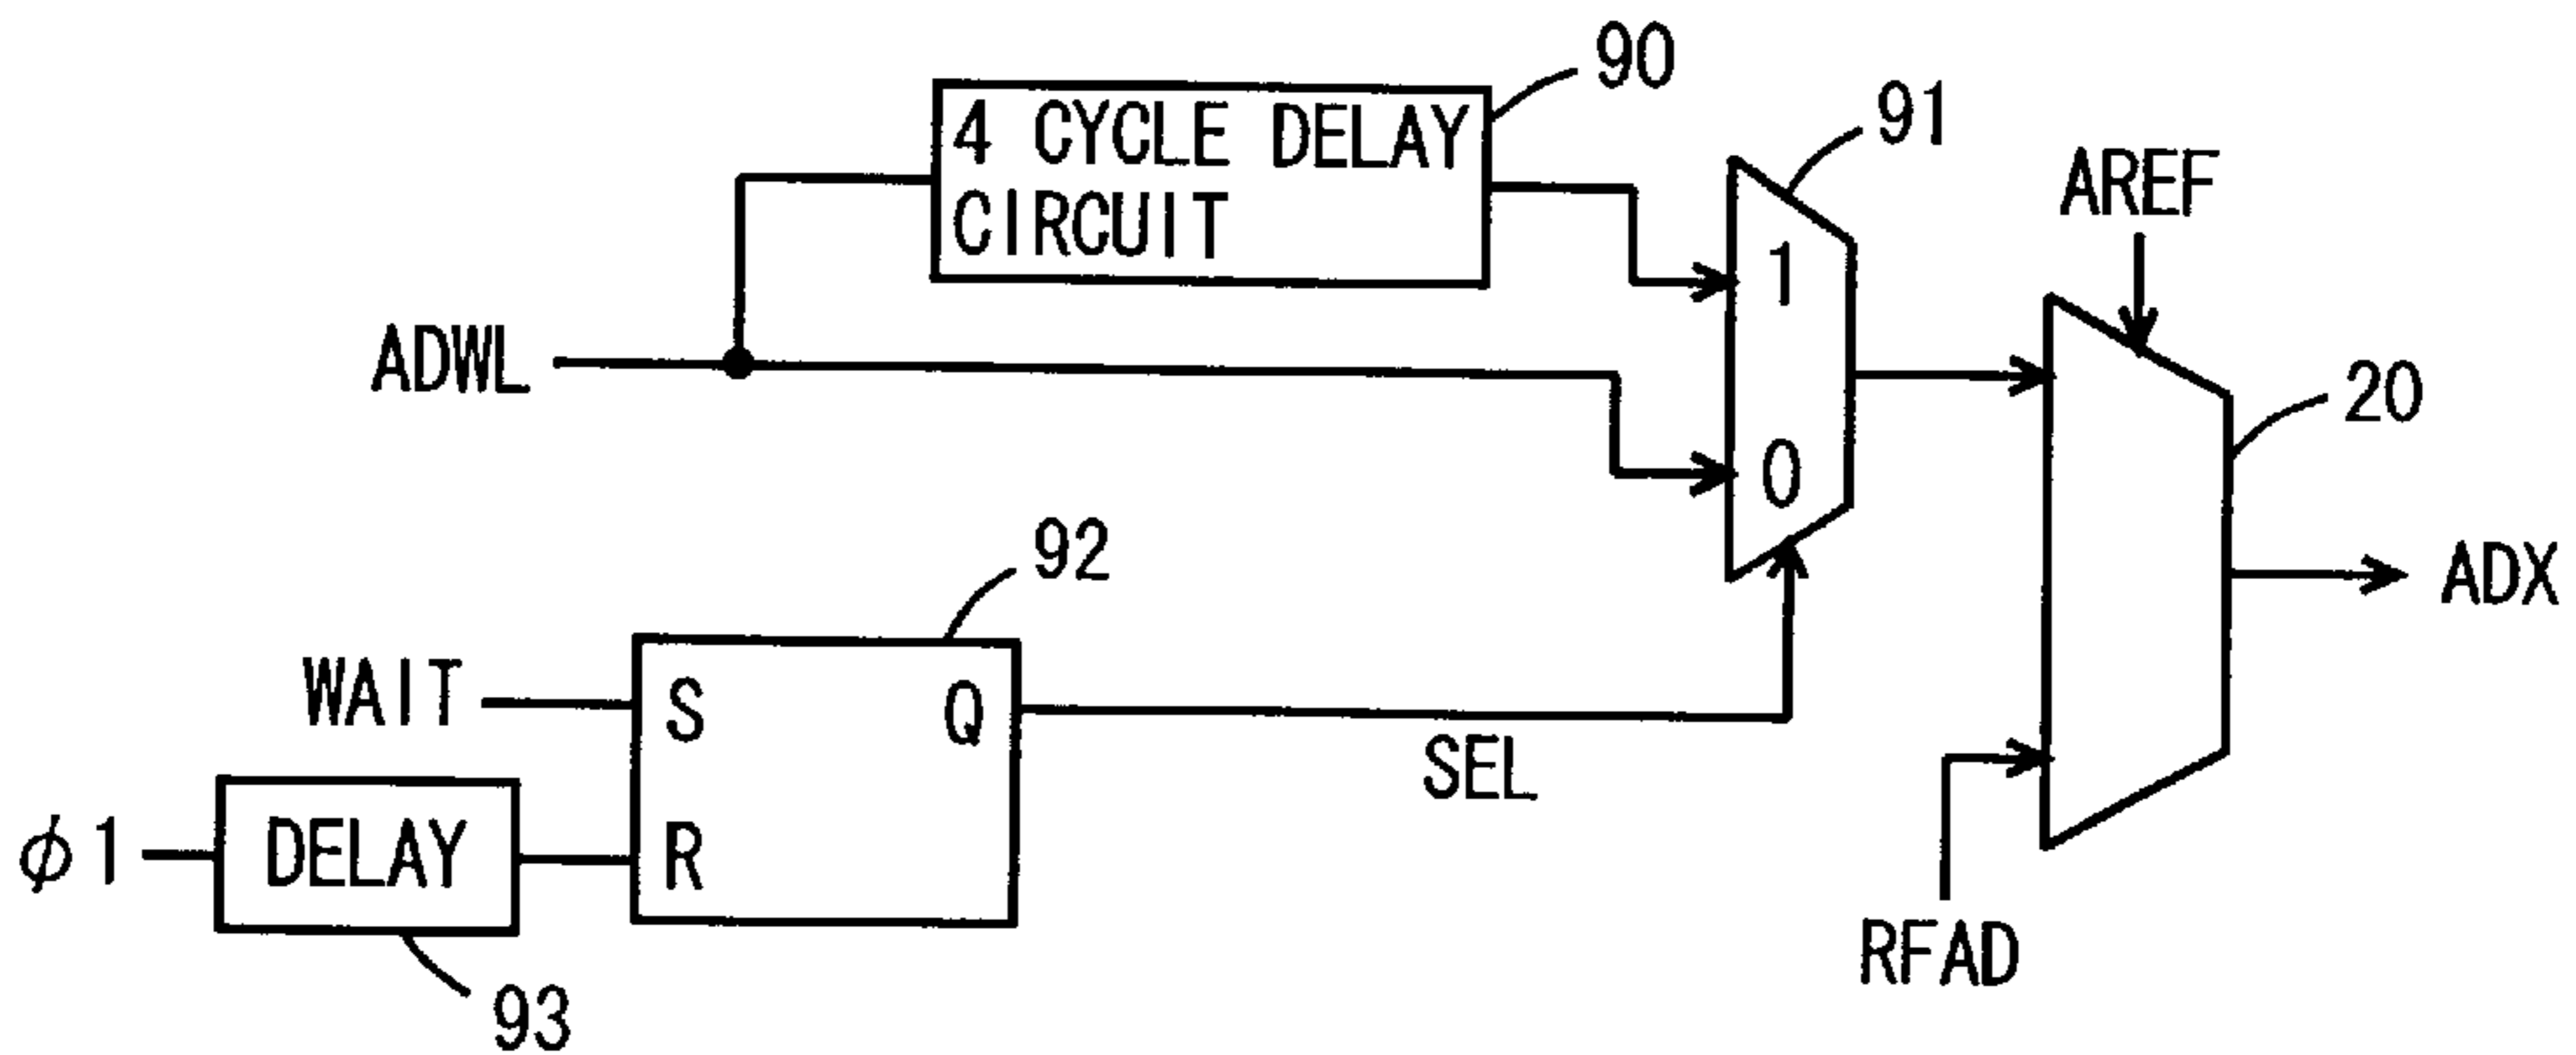 90
4 CYCLE DELAY
CIRCUIT
91
AREF
1
ADWL
20
0
92
ADX
WAIT
S
Q
SEL
φ1
DELAY
R
RFAD
93